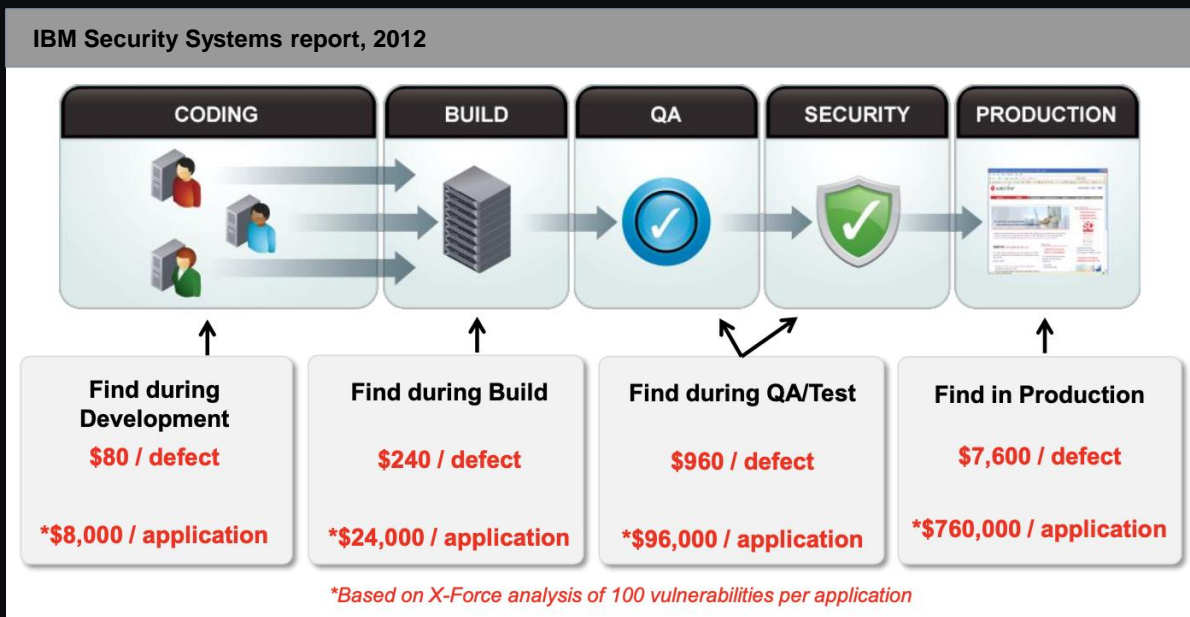 IBM Security Systems report, 2012
CODING
BUILD
QA
SECURITY
PRODUCTION
Find during
Development
$80 / defect
*$8,000 / application
Find during Build
$240 / defect
*$24,000 / application
Find during QA/Test
$960 / defect
*$96,000 / application
Find in Production
$7,600 / defect
*$760,000 / application
*Based on X-Force analysis of 100 vulnerabilities per application